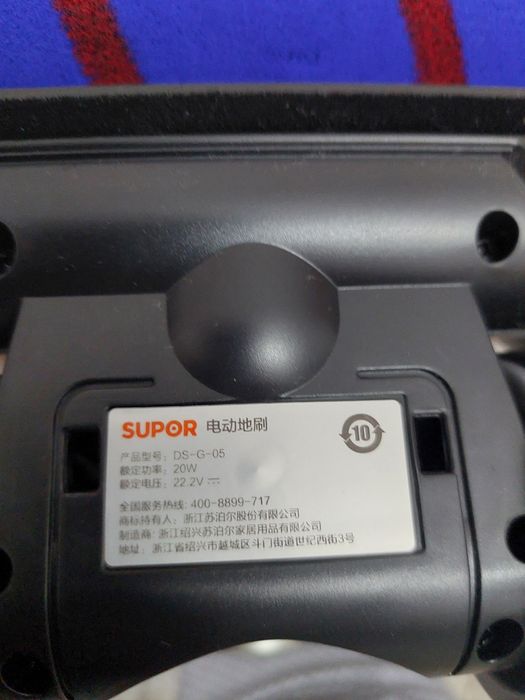 SUPOR 电动地刷
10
产品型号: DS-G-05
额定功率: 20W
额定电压: 22.2V
全国服务热线: 400-8899-717
商标持有人: 浙江苏泊尔股份有限公司
制造商: 浙江绍兴苏泊尔家居用品有限公司
地址: 浙江省绍兴市越城区斗门街道世纪西街3号